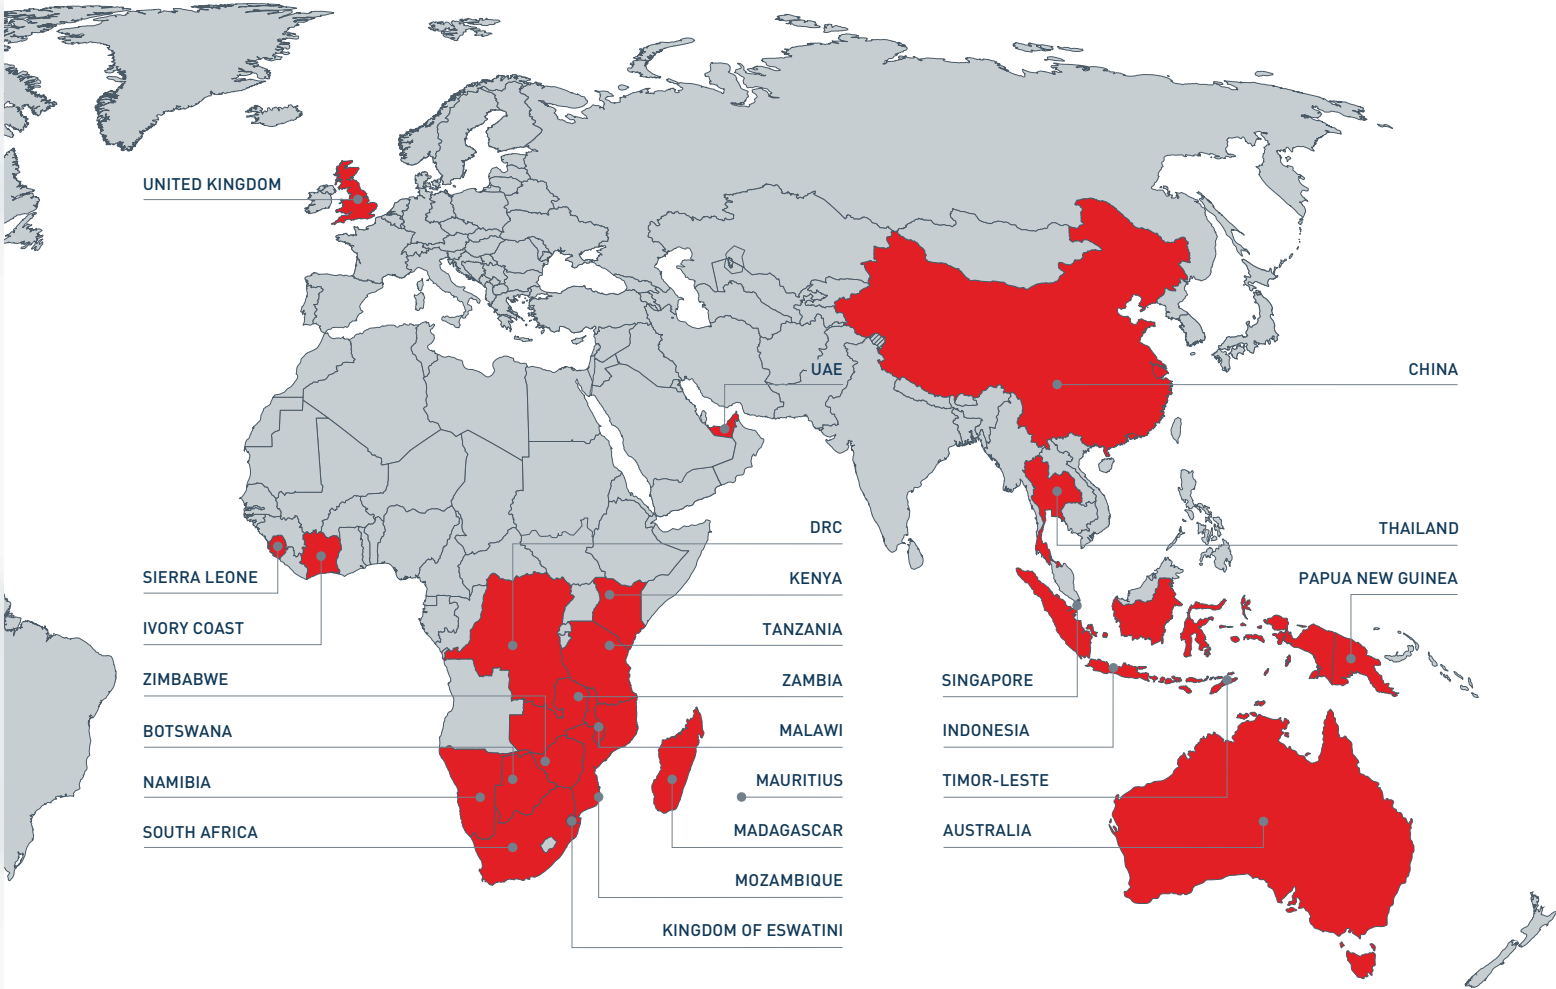 UNITED KINGDOM
UAE
CHINA
DRC
THAILAND
SIERRA LEONE
KENYA
PAPUA NEW GUINEA
IVORY COAST
TANZANIA
ZIMBABWE
ZAMBIA
SINGAPORE
BOTSWANA
MALAWI
INDONESIA
NAMIBIA
MAURITIUS
TIMOR-LESTE
SOUTH AFRICA
MADAGASCAR
AUSTRALIA
MOZAMBIQUE
KINGDOM OF ESWATINI